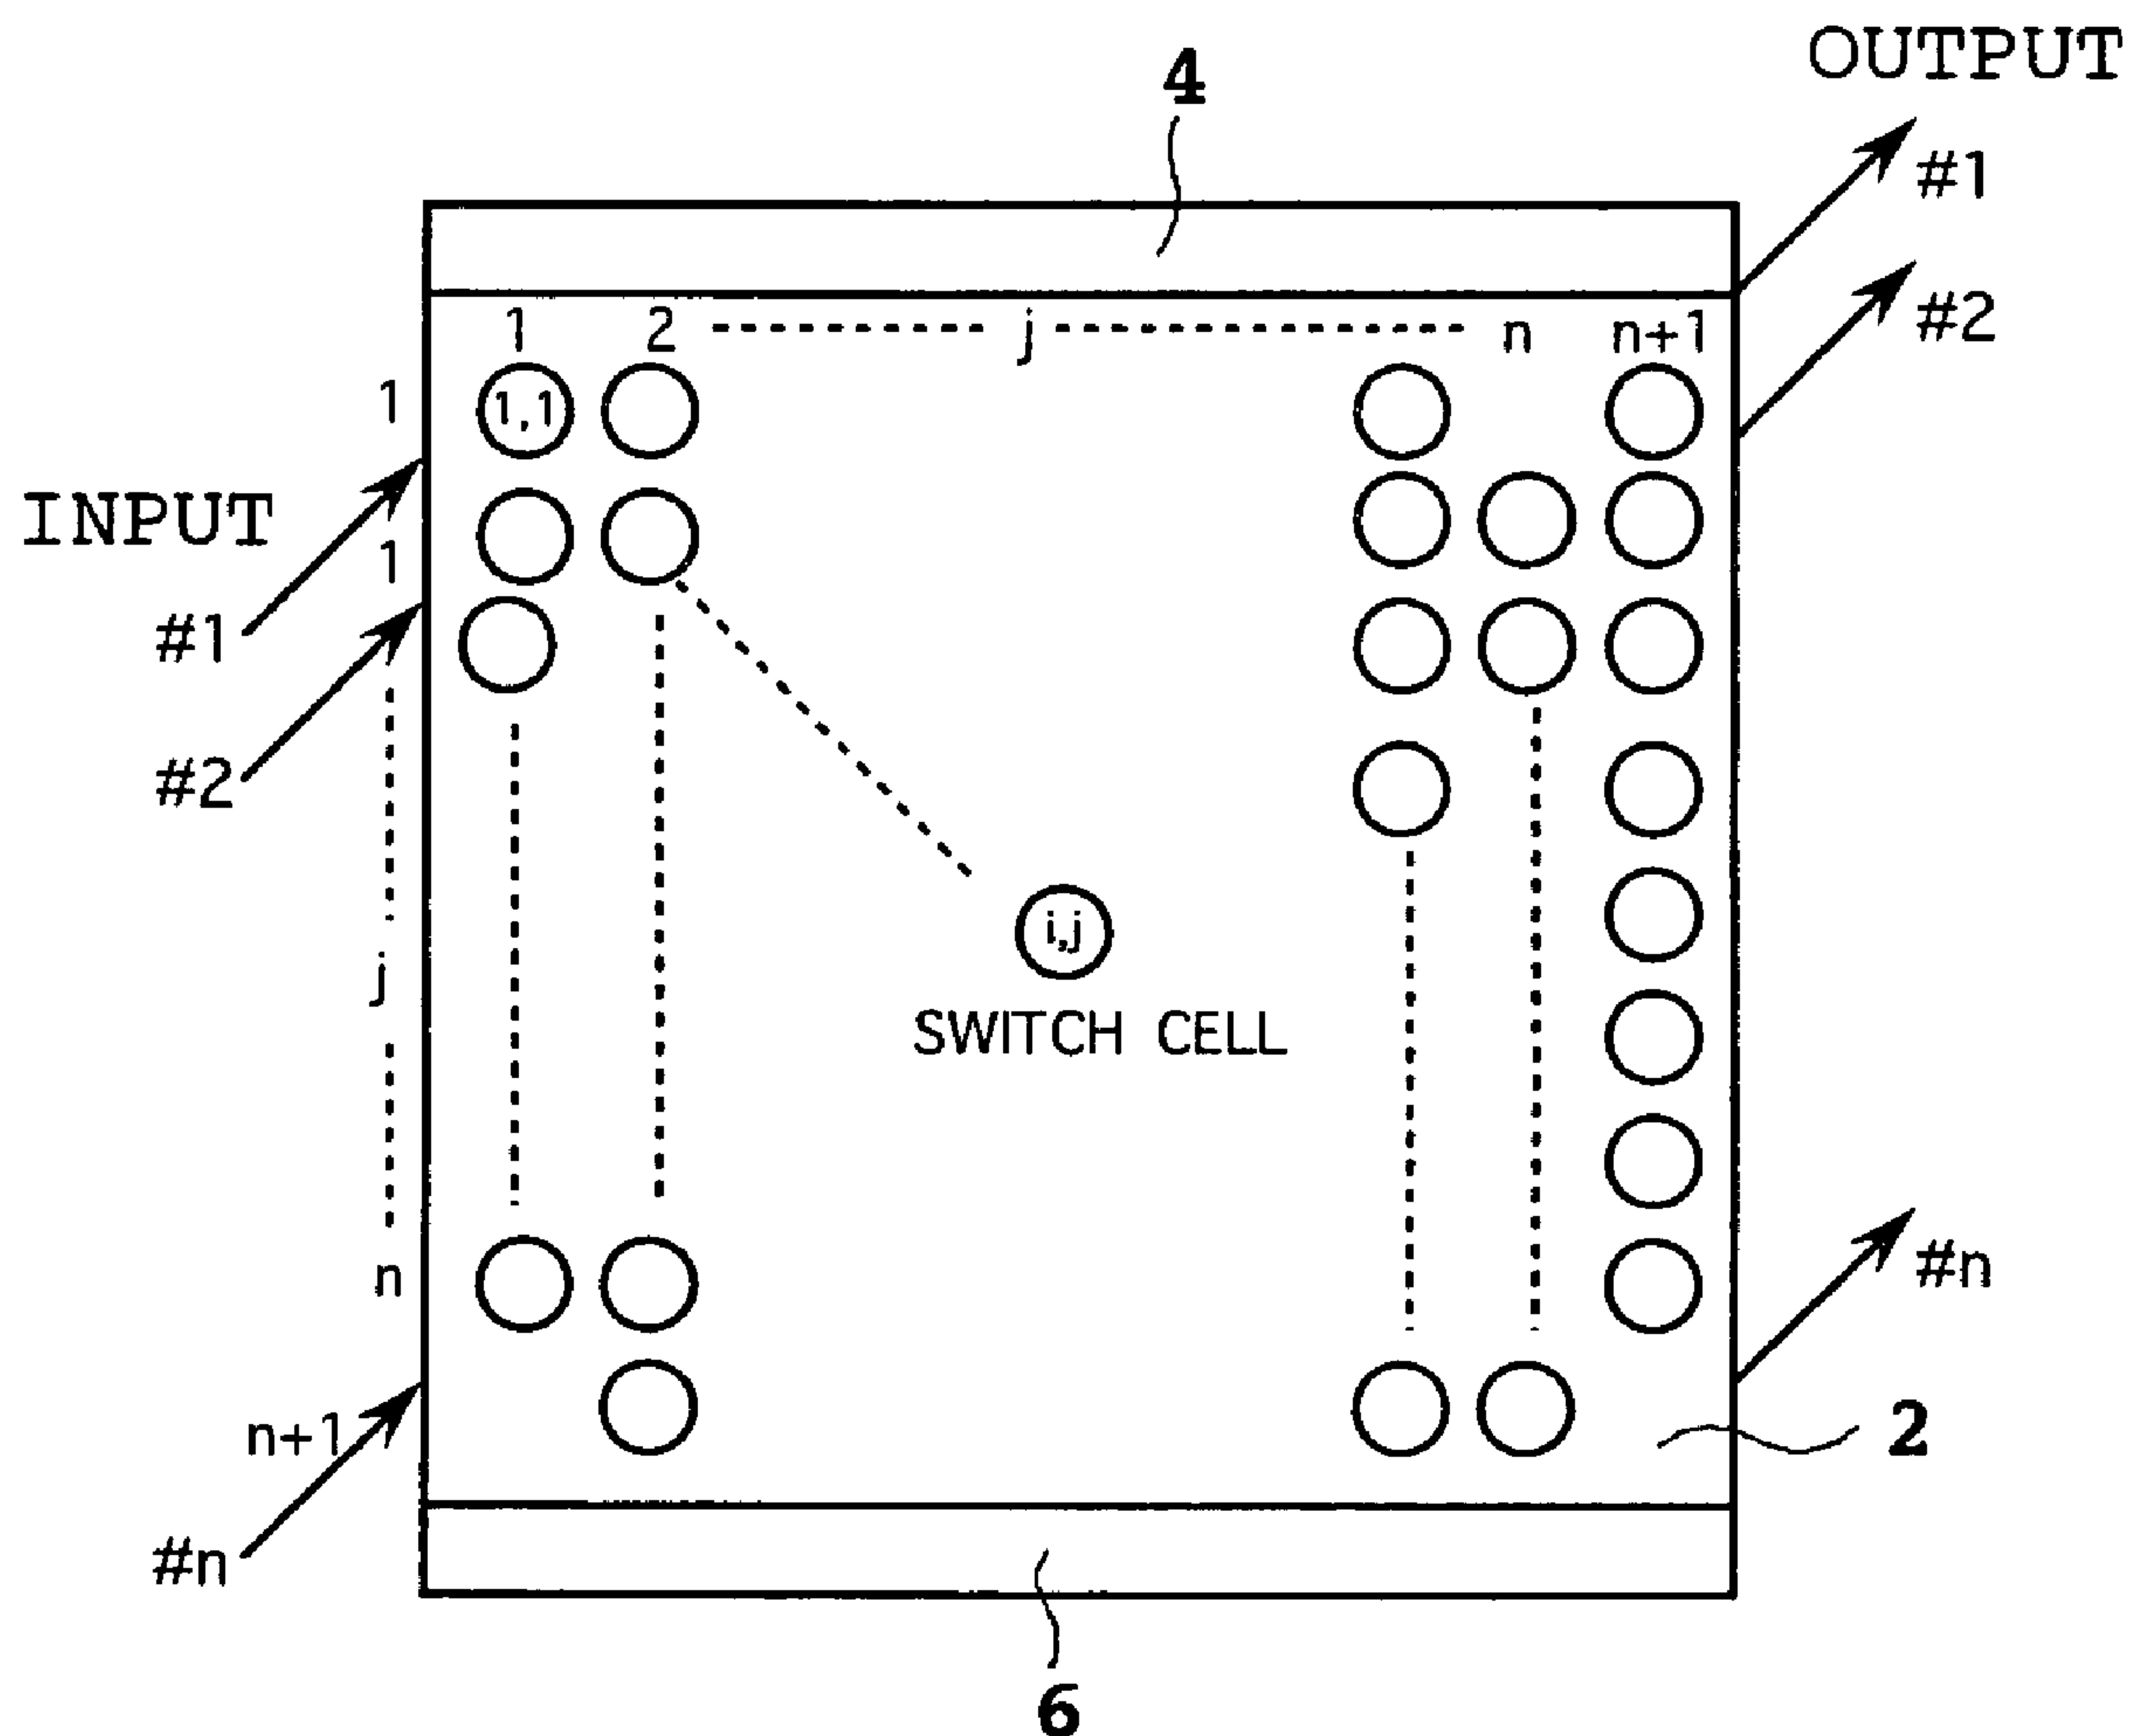 OUTPUT
4
#1
#2
1 2 j n n+1
1 1,1
INPUT
1
#1
#2
i,j
j
SWITCH CELL
n
#n
n+1
2
#n
6